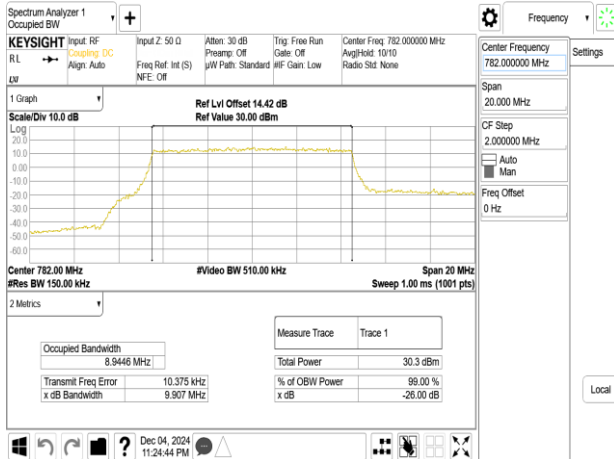 Spectrum Analyzer 1
Occupied BW
+
Frequency
KEYSIGHT Input: RF Input Z: 50 Ω Atten: 30 dB Trig: Free Run Center Freq: 782.000000 MHz
Coupling: DC Preamp: Off Gate: Off Avg|Hold: 10/10
RL Align: Auto Freq Ref: Int (S) µW Path: Standard #IF Gain: Low Radio Std: None
NFE: Off
LXI
Center Frequency
782.000000 MHz
Settings
Span
20.000 MHz
CF Step
2.000000 MHz
Auto
Man
Freq Offset
0 Hz
Local
1 Graph
Ref Lvl Offset 14.42 dB
Scale/Div 10.0 dB Ref Value 30.00 dBm
Log
20.0
10.0
0.00
-10.0
-20.0
-30.0
-40.0
-50.0
-60.0
Center 782.00 MHz #Video BW 510.00 kHz Span 20 MHz
#Res BW 150.00 kHz Sweep 1.00 ms (1001 pts)
2 Metrics
Measure Trace Trace 1
Occupied Bandwidth
8.9446 MHz
Total Power 30.3 dBm
Transmit Freq Error 10.375 kHz
% of OBW Power 99.00 %
x dB Bandwidth 9.907 MHz
x dB -26.00 dB
? Dec 04, 2024
11:24:44 PM